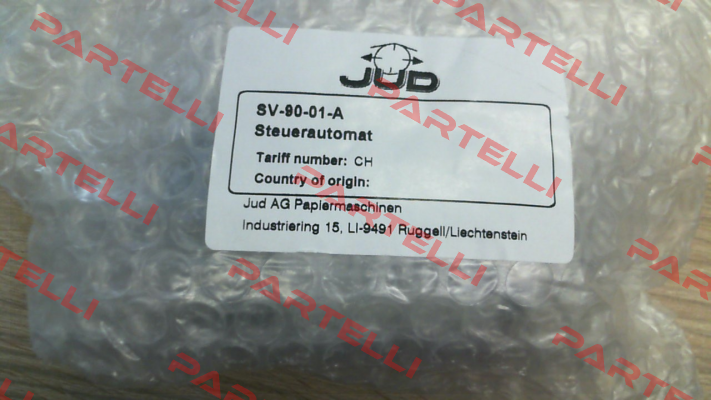 JUD
SV-90-01-A
Steuerautomat
Tariff number: CH
Country of origin:
Jud AG Papiermaschinen
Industriering 15, LI-9491 Ruggell/Liechtenstein
PARTELLI
PARTELLI
PARTELLI
PARTELLI
PARTELLI
PARTELLI
PARTELLI
PARTELLI
PARTELLI
PARTELLI